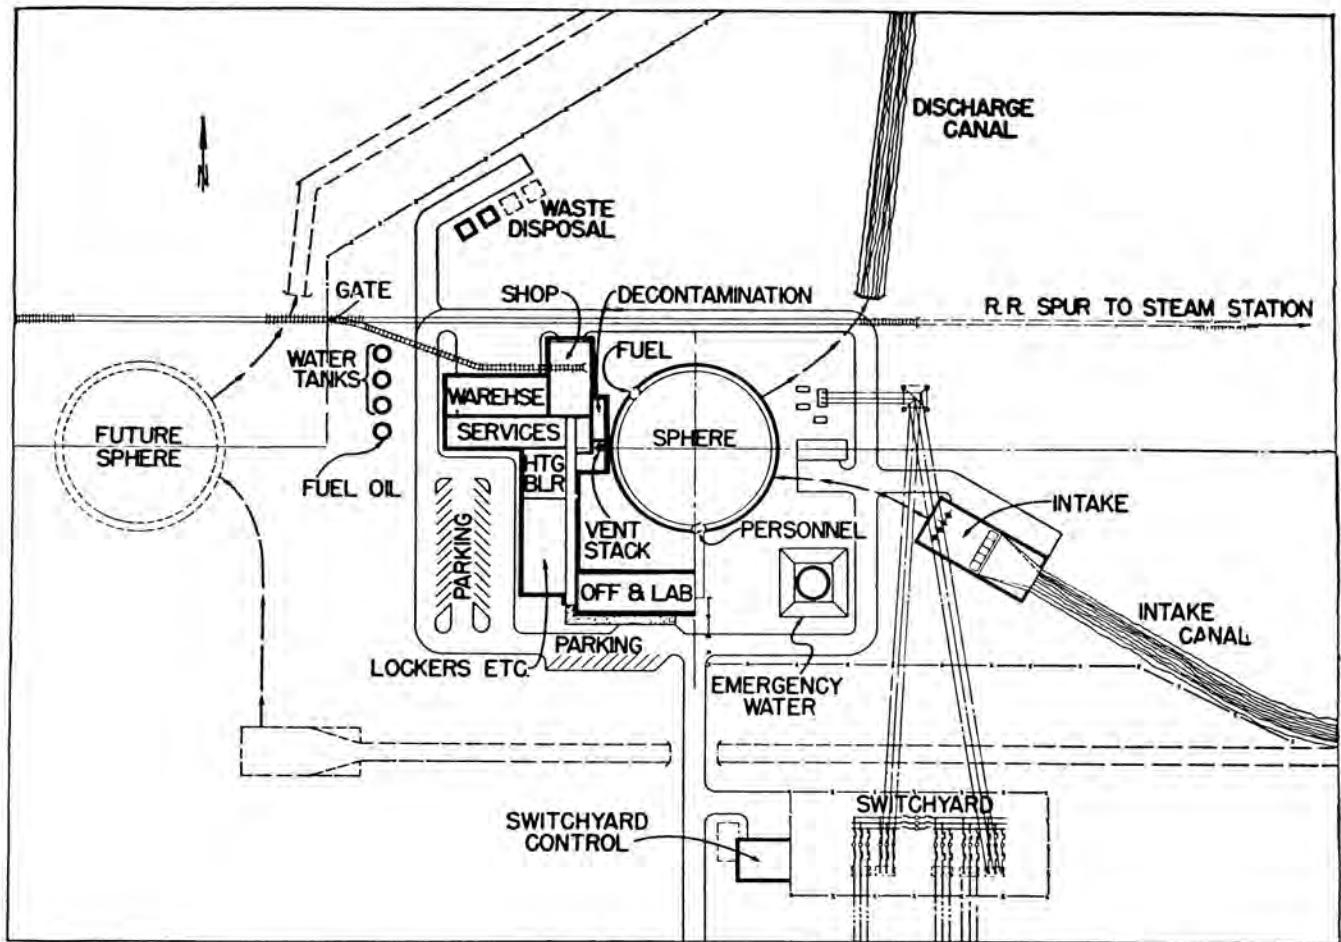 DISCHARGE
CANAL
N
WASTE
DISPOSAL
GATE
SHOP
DECONTAMINATION
R.R. SPUR TO STEAM STATION
WATER
TANKS
FUEL
WAREHSE
FUTURE
SPHERE
SERVICES
SPHERE
HTG
BLR
FUEL OIL
INTAKE
VENT
STACK
PERSONNEL
PARKING
OFF & LAB
INTAKE
CANAL
PARKING
LOCKERS ETC.
EMERGENCY
WATER
SWITCHYARD
SWITCHYARD
CONTROL